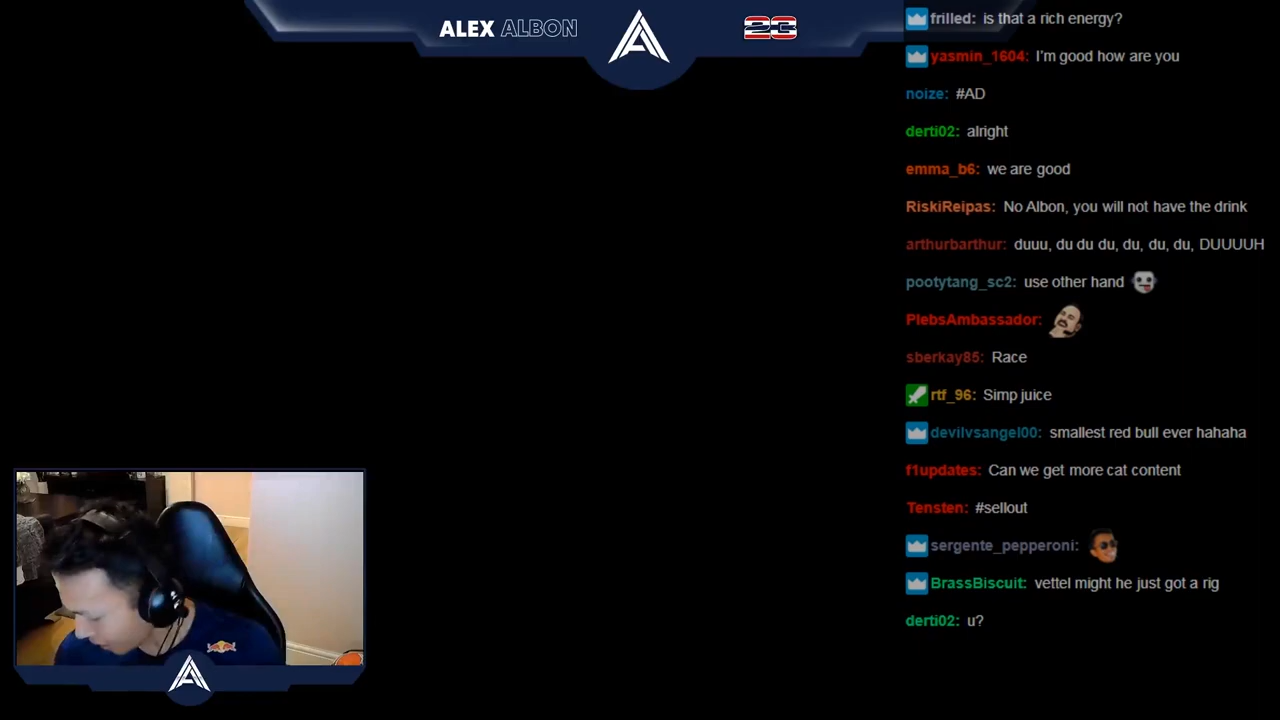 ALEX ALBON
23
frilled: is that a rich energy?
yasmin_1604: I'm good how are you
noize: #AD
derti02: alright
emma_b6: we are good
RiskiReipas: No Albon, you will not have the drink
arthurbarthur: duuu, du du du, du, du, du, DUUUUH
pootytang_sc2: use other hand
PlebsAmbassador:
sberkay85: Race
rtf_96: Simp juice
devilvsangel00: smallest red bull ever hahaha
f1updates: Can we get more cat content
Tensten: #sellout
sergente_pepperoni:
BrassBiscuit: vettel might he just got a rig
derti02: u?